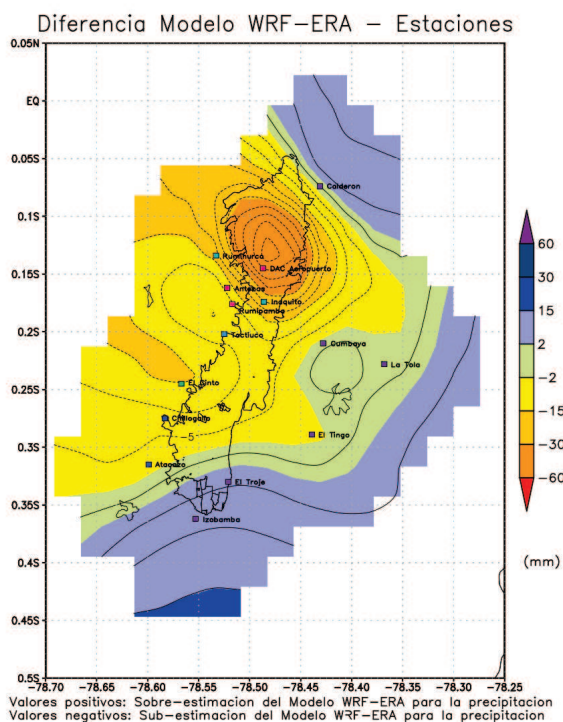 Diferencia Modelo WRF-ERA - Estaciones
0.05N
EQ
0.05S
0.1S
0.15S
0.2S
0.25S
0.3S
0.35S
0.4S
0.45S
0.5S
Calderon
Rumihurco
DAC Aeropuerto
Antenas
Inaquito
Rumipamba
Toctiuco
Cumbaya
La Tola
El Cinto
Chillogallo
-5
El Tingo
Atacazo
El Troje
Izobamba
60
30
15
2
-2
-15
-30
-60
(mm)
-78.70 -78.65 -78.60 -78.55 -78.50 -78.45 -78.40 -78.35 -78.30 -78.25
Valores positivos: Sobre-estimacion del Modelo WRF-ERA para la precipitacion
Valores negativos: Sub-estimacion del Modelo WRF-ERA para la precipitacion